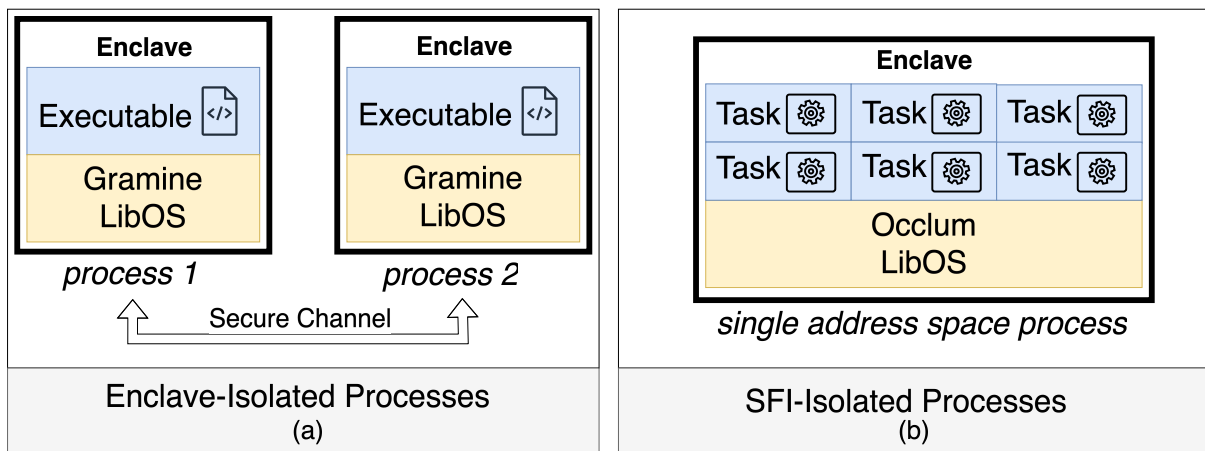 Enclave
Executable </>
Gramine
LibOS
process 1
Enclave
Executable </>
Gramine
LibOS
process 2
Secure Channel
Enclave-Isolated Processes
(a)
Enclave
Task Task Task
Task Task Task
Occlum
LibOS
single address space process
SFI-Isolated Processes
(b)